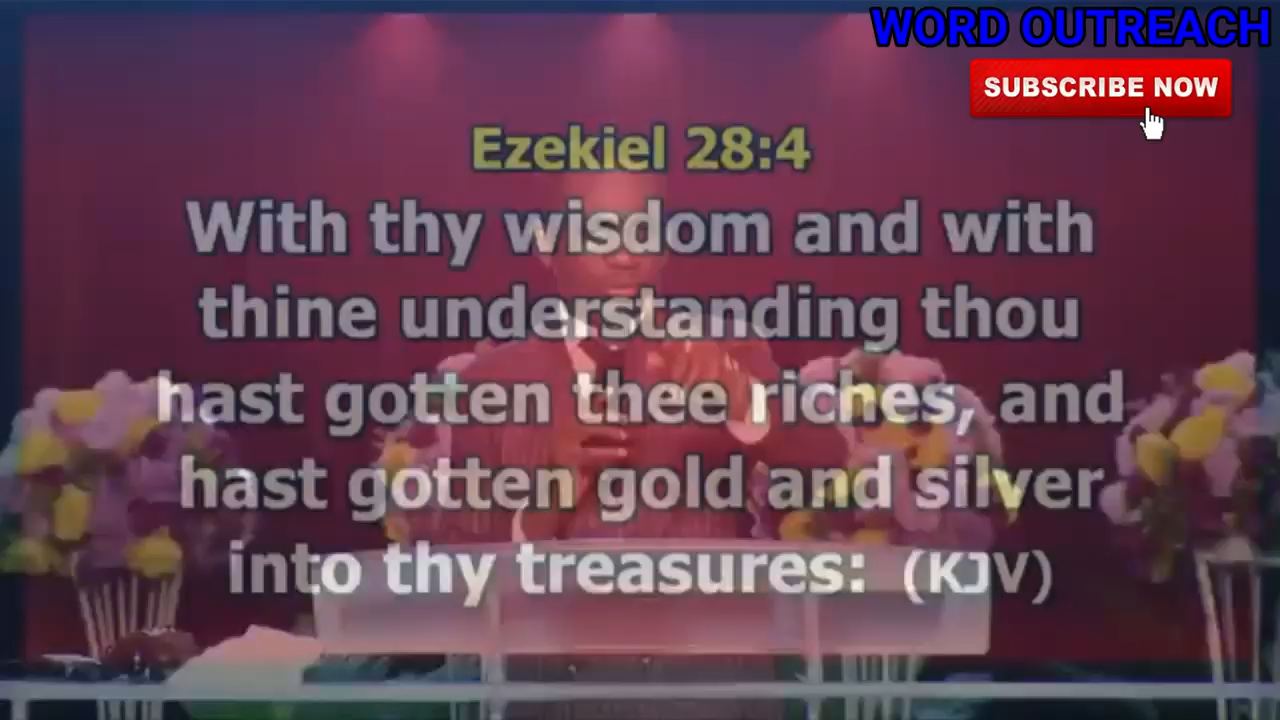 WORD OUTREACH
SUBSCRIBE NOW
Ezekiel 28:4
With thy wisdom and with
thine understanding thou
hast gotten thee riches, and
hast gotten gold and silver
into thy treasures: (KJV)